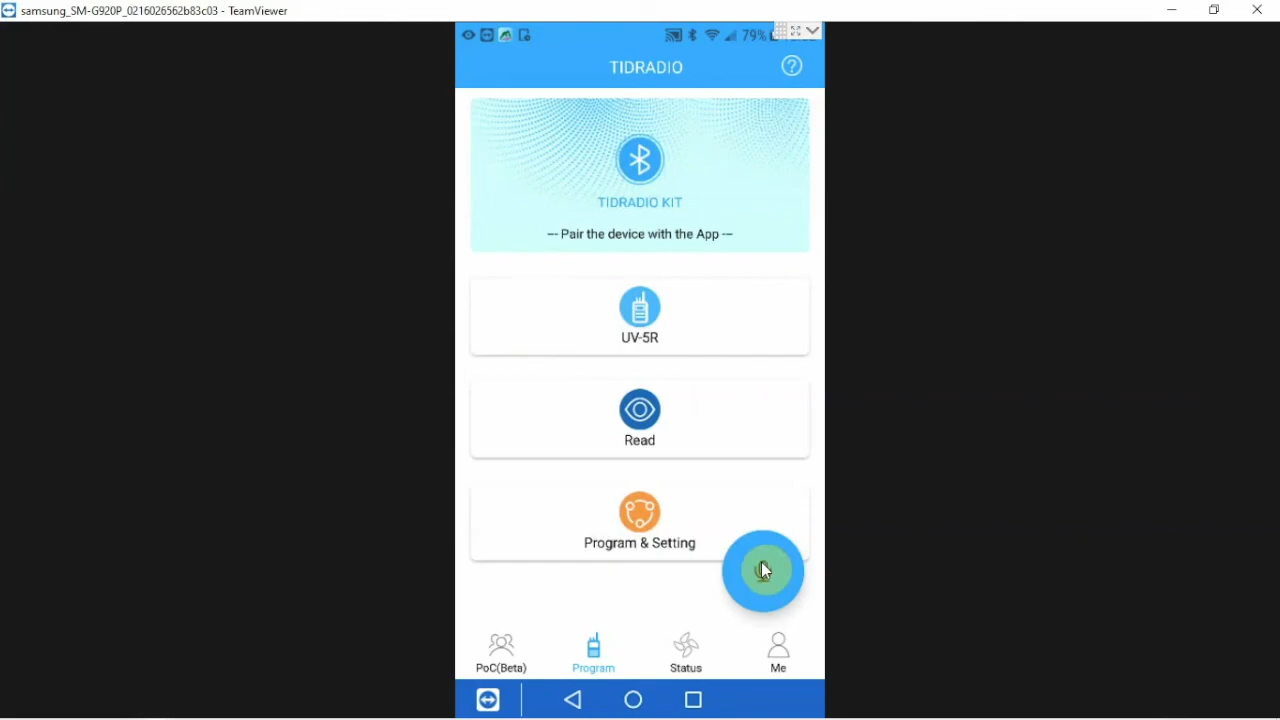 samsung_SM-G920P_0216026562b83c03 - TeamViewer
79%
TIDRADIO
TIDRADIO KIT
--- Pair the device with the App ---
UV-5R
Read
Program & Setting
PoC(Beta)
Program
Status
Me